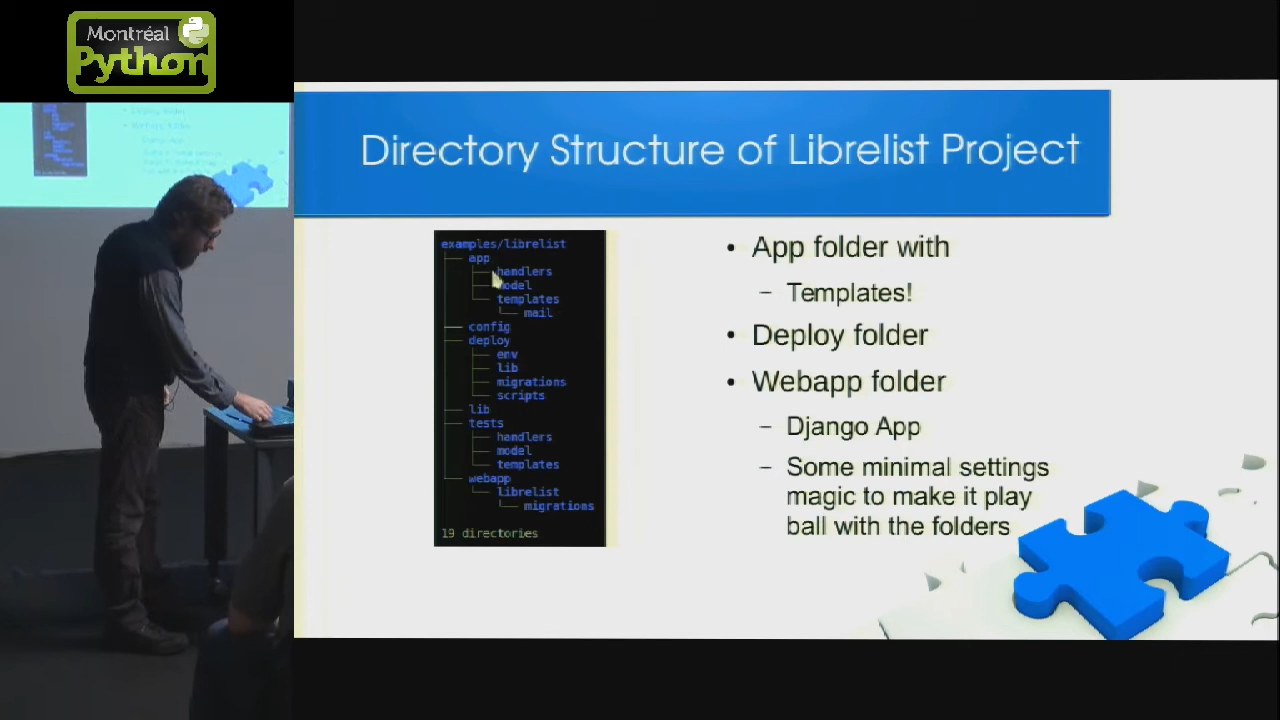 Montréal
Python
Directory Structure of Librelist Project
examples/librelist
app
handlers
model
templates
mail
config
deploy
env
lib
migrations
scripts
lib
tests
handlers
model
templates
webapp
librelist
migrations
19 directories
• App folder with
– Templates!
• Deploy folder
• Webapp folder
– Django App
– Some minimal settings
magic to make it play
ball with the folders